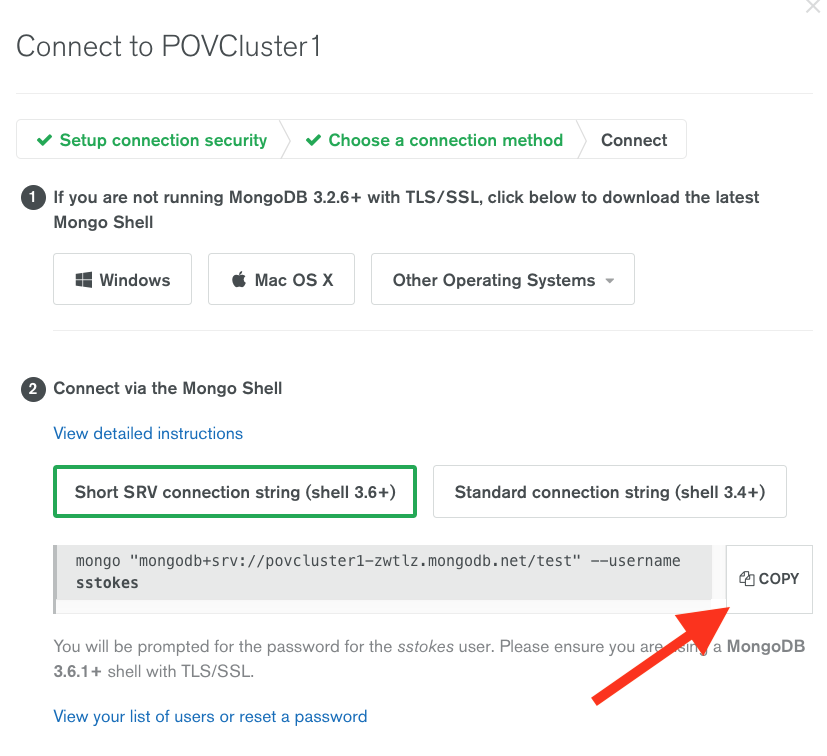 Connect to POVCluster1
Setup connection security
Choose a connection method
Connect
1 If you are not running MongoDB 3.2.6+ with TLS/SSL, click below to download the latest
Mongo Shell
Windows
Mac OS X
Other Operating Systems
2 Connect via the Mongo Shell
View detailed instructions
Short SRV connection string (shell 3.6+)
Standard connection string (shell 3.4+)
mongo "mongodb+srv://povcluster1-zwtlz.mongodb.net/test" --username
sstokes
COPY
You will be prompted for the password for the sstokes user. Please ensure you are using a MongoDB
3.6.1+ shell with TLS/SSL.
View your list of users or reset a password